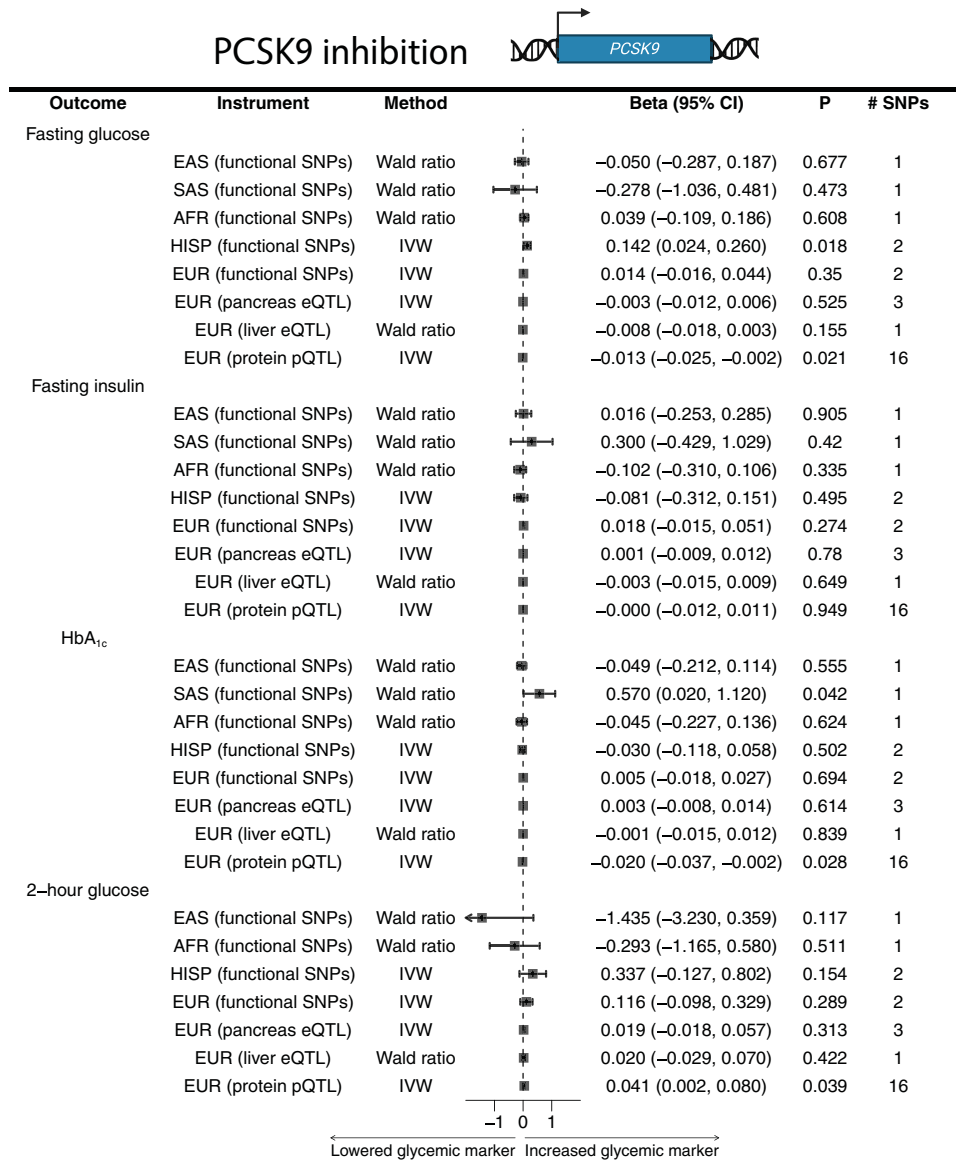 PCSK9 inhibition
PCSK9
Outcome Instrument Method Beta (95% CI) P # SNPs
Fasting glucose
EAS (functional SNPs) Wald ratio −0.050 (−0.287, 0.187) 0.677 1
SAS (functional SNPs) Wald ratio −0.278 (−1.036, 0.481) 0.473 1
AFR (functional SNPs) Wald ratio 0.039 (−0.109, 0.186) 0.608 1
HISP (functional SNPs) IVW 0.142 (0.024, 0.260) 0.018 2
EUR (functional SNPs) IVW 0.014 (−0.016, 0.044) 0.35 2
EUR (pancreas eQTL) IVW −0.003 (−0.012, 0.006) 0.525 3
EUR (liver eQTL) Wald ratio −0.008 (−0.018, 0.003) 0.155 1
EUR (protein pQTL) IVW −0.013 (−0.025, −0.002) 0.021 16
Fasting insulin
EAS (functional SNPs) Wald ratio 0.016 (−0.253, 0.285) 0.905 1
SAS (functional SNPs) Wald ratio 0.300 (−0.429, 1.029) 0.42 1
AFR (functional SNPs) Wald ratio −0.102 (−0.310, 0.106) 0.335 1
HISP (functional SNPs) IVW −0.081 (−0.312, 0.151) 0.495 2
EUR (functional SNPs) IVW 0.018 (−0.015, 0.051) 0.274 2
EUR (pancreas eQTL) IVW 0.001 (−0.009, 0.012) 0.78 3
EUR (liver eQTL) Wald ratio −0.003 (−0.015, 0.009) 0.649 1
EUR (protein pQTL) IVW −0.000 (−0.012, 0.011) 0.949 16
HbA1c
EAS (functional SNPs) Wald ratio −0.049 (−0.212, 0.114) 0.555 1
SAS (functional SNPs) Wald ratio 0.570 (0.020, 1.120) 0.042 1
AFR (functional SNPs) Wald ratio −0.045 (−0.227, 0.136) 0.624 1
HISP (functional SNPs) IVW −0.030 (−0.118, 0.058) 0.502 2
EUR (functional SNPs) IVW 0.005 (−0.018, 0.027) 0.694 2
EUR (pancreas eQTL) IVW 0.003 (−0.008, 0.014) 0.614 3
EUR (liver eQTL) Wald ratio −0.001 (−0.015, 0.012) 0.839 1
EUR (protein pQTL) IVW −0.020 (−0.037, −0.002) 0.028 16
2−hour glucose
EAS (functional SNPs) Wald ratio −1.435 (−3.230, 0.359) 0.117 1
AFR (functional SNPs) Wald ratio −0.293 (−1.165, 0.580) 0.511 1
HISP (functional SNPs) IVW 0.337 (−0.127, 0.802) 0.154 2
EUR (functional SNPs) IVW 0.116 (−0.098, 0.329) 0.289 2
EUR (pancreas eQTL) IVW 0.019 (−0.018, 0.057) 0.313 3
EUR (liver eQTL) Wald ratio 0.020 (−0.029, 0.070) 0.422 1
EUR (protein pQTL) IVW 0.041 (0.002, 0.080) 0.039 16
−1 0 1
Lowered glycemic marker Increased glycemic marker